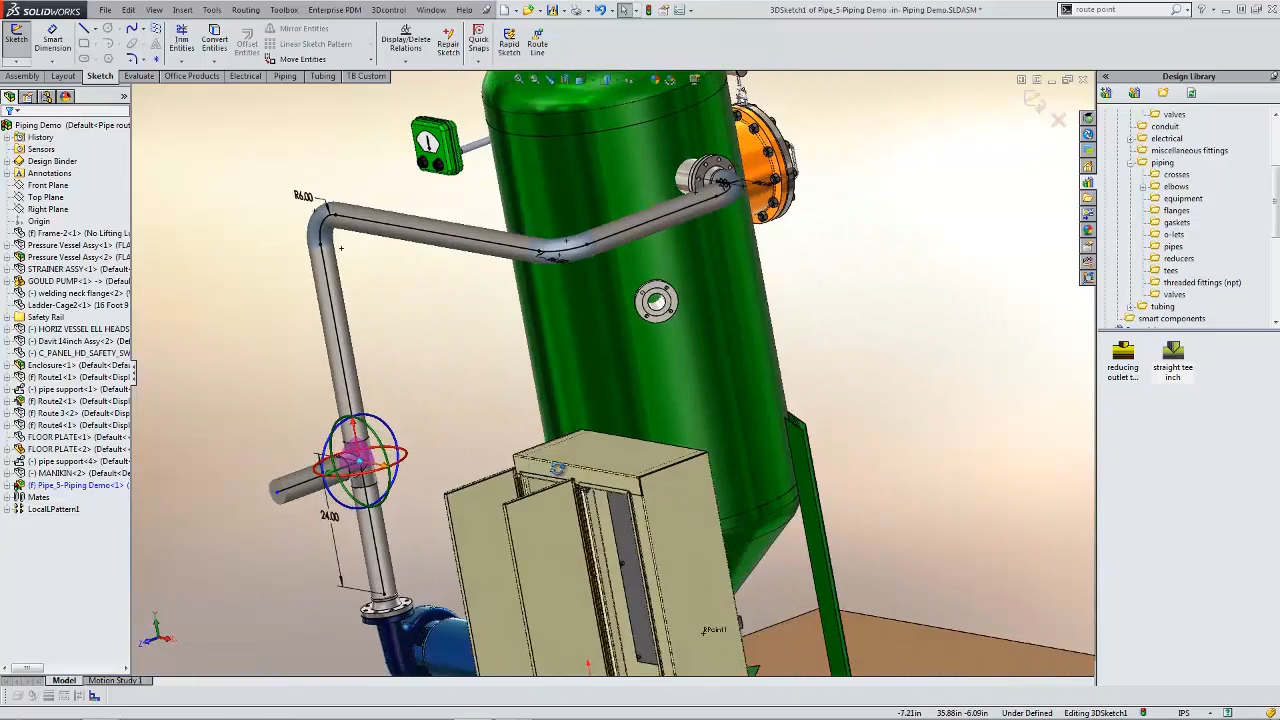 SOLIDWORKS
File Edit View Insert Tools Routing Toolbox Enterprise PDM 3Dcontrol Window Help
3DSketch1 of Pipe_5-Piping Demo -in- Piping Demo.SLDASM *
route point
Sketch
Smart Dimension
Trim Entities
Convert Entities
Offset Entities
Mirror Entities
Linear Sketch Pattern
Move Entities
Display/Delete Relations
Repair Sketch
Quick Snaps
Rapid Sketch
Route Line
Assembly Layout Sketch Evaluate Office Products Electrical Piping Tubing TB Custom
Piping Demo (Default<Pipe rout
History
Sensors
Design Binder
Annotations
Front Plane
Top Plane
Right Plane
Origin
(f) Frame-2<1> (No Lifting L
Pressure Vessel Assy<1> (FLA
Pressure Vessel Assy<2> (FLA
STRAINER ASSY<1> (Default
GOULD PUMP<1> -> (Default
(-) welding neck flange<2> (
Ladder-Cage2<1> (16 Foot 9
Safety Rail
(-) HORIZ VESSEL ELL HEADS
(-) Davit 14inch Assy<2> (De
(-) C_PANEL_HD_SAFETY_SW
Enclosure<1> (Default<Defa
(f) Route1<1> (Default<Displ
(-) pipe support<1> (Default
(f) Route2<1> (Default<Disp
(f) Route 3<2> (Default<Disp
(f) Route4<1> (Default<Disp
FLOOR PLATE<1> (Default<
FLOOR PLATE<2> (Default<
(-) pipe support<4> (Default
(-) MANIKIN<2> (Default<
(f) Pipe_5-Piping Demo<1> (
Mates
LocalLPattern1
R6.00
24.00
RPoint1
Design Library
valves
conduit
electrical
miscellaneous fittings
piping
crosses
elbows
equipment
flanges
gaskets
o-lets
pipes
reducers
tees
threaded fittings (npt)
valves
tubing
smart components
reducing outlet t...
straight tee inch
Model Motion Study 1
-7.21in 35.88in -6.09in Under Defined Editing 3DSketch1 IPS